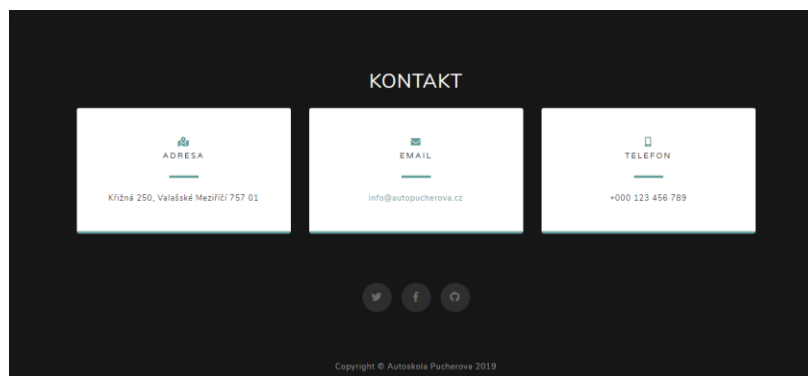 KONTAKT
ADRESA
Křižná 250, Valašské Meziříčí 757 01
EMAIL
info@autopucherova.cz
TELEFON
+000 123 456 789
Copyright © Autoskola Pucherova 2019